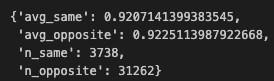 {'avg_same': 0.9207141399383545,
'avg_opposite': 0.9225113987922668,
'n_same': 3738,
'n_opposite': 31262}